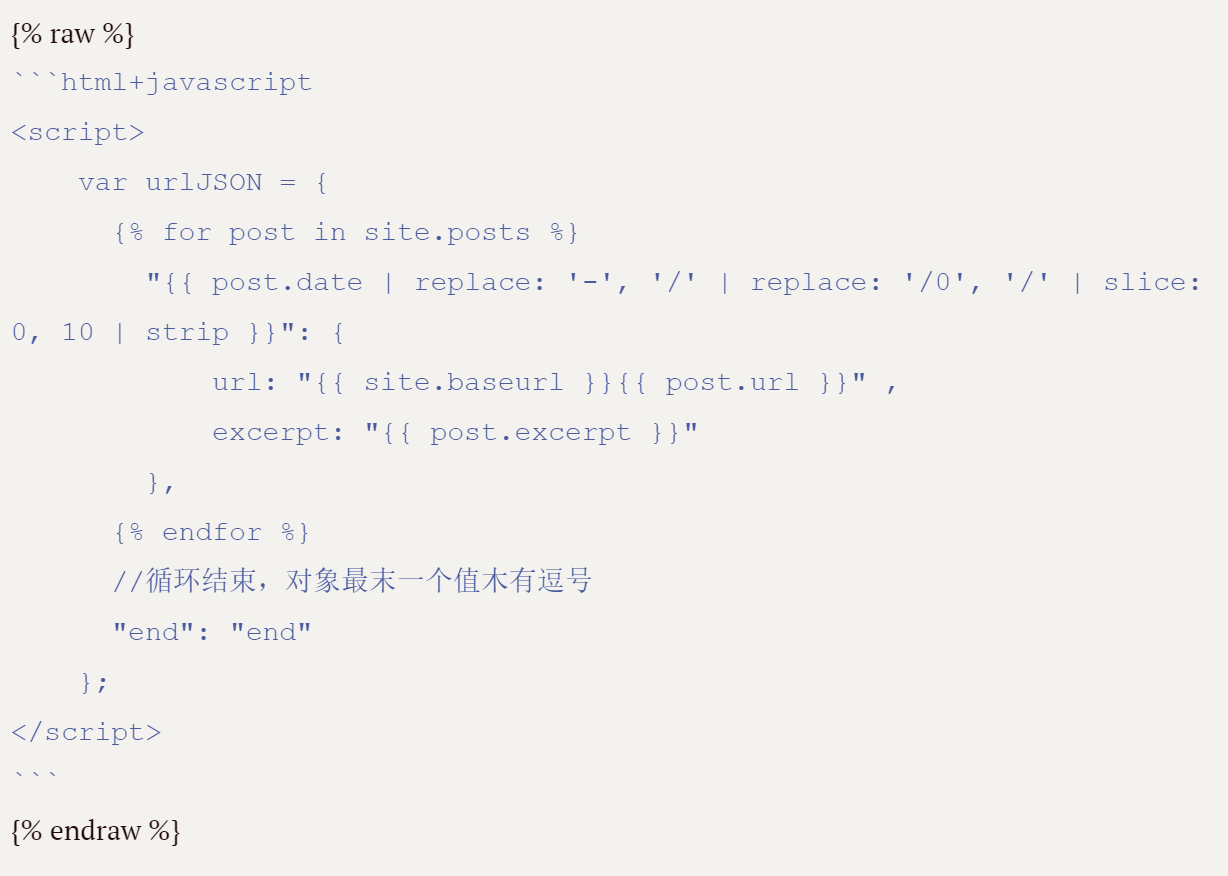 {% raw %}
```html+javascript
<script>
    var urlJSON = {
      {% for post in site.posts %}
        "{{ post.date | replace: '-', '/' | replace: '/0', '/' | slice:
0, 10 | strip }}": {
            url: "{{ site.baseurl }}{{ post.url }}" ,
            excerpt: "{{ post.excerpt }}"
        },
      {% endfor %}
      //循环结束，对象最末一个值木有逗号
      "end": "end"
    };
</script>
```
{% endraw %}